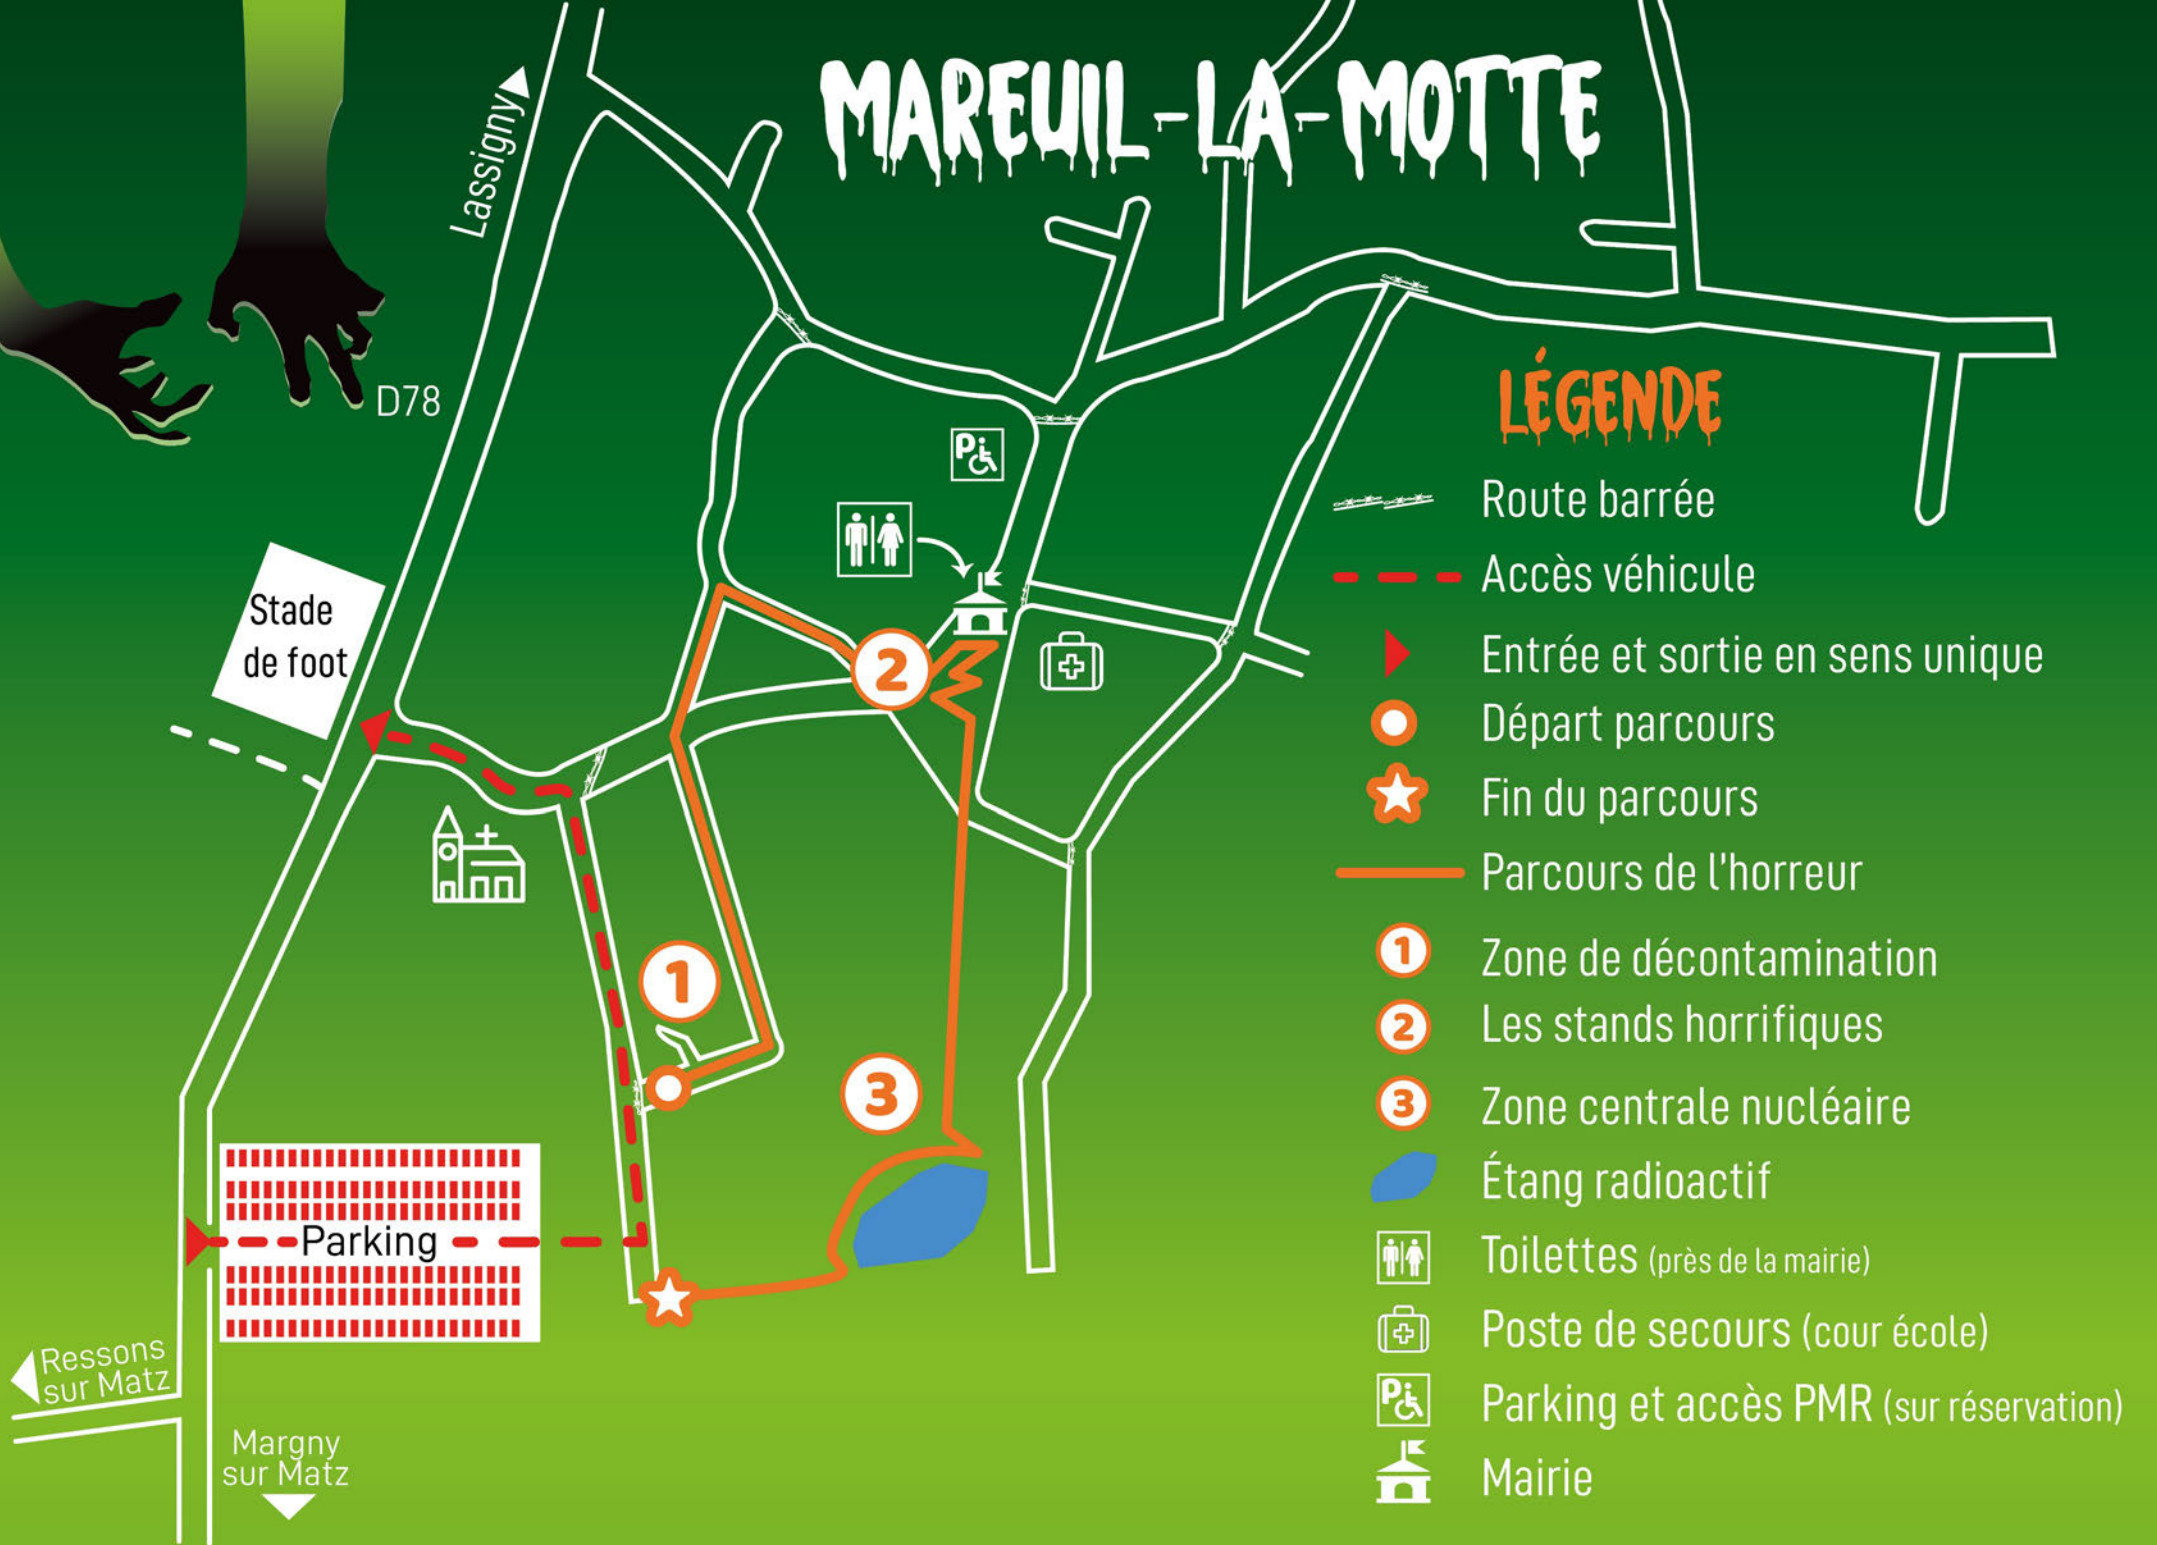 MAREUIL-LA-MOTTE
Lassigny
D78
Stade
de foot
1
2
3
Parking
Ressons
sur Matz
Margny
sur Matz
LÉGENDE
Route barrée
Accès véhicule
Entrée et sortie en sens unique
Départ parcours
Fin du parcours
Parcours de l'horreur
1 Zone de décontamination
2 Les stands horrifiques
3 Zone centrale nucléaire
Étang radioactif
Toilettes (près de la mairie)
Poste de secours (cour école)
P Parking et accès PMR (sur réservation)
Mairie
P